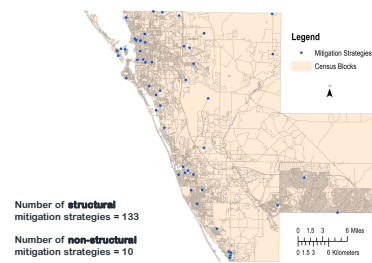 Legend
Mitigation Strategies
Census Blocks
Number of structural
mitigation strategies = 133
Number of non-structural
mitigation strategies = 10
0 1.5 3 6 Miles
0 1.5 3 6 Kilometers